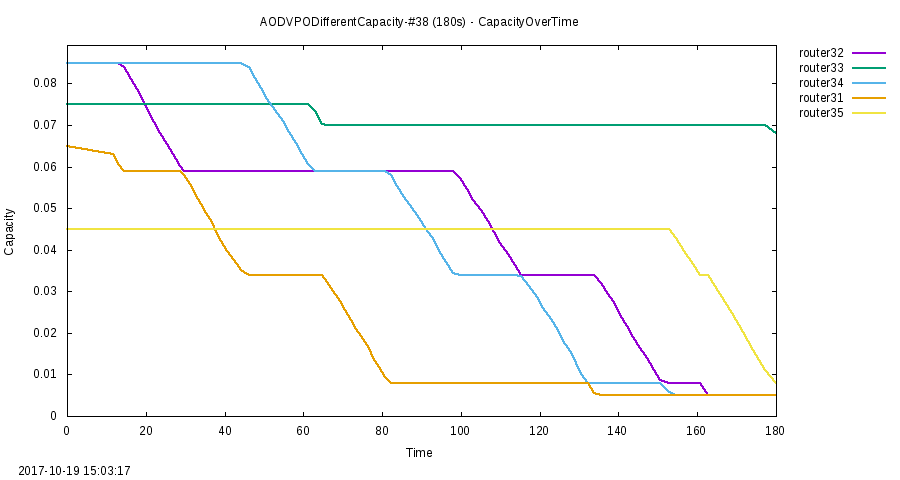 AODVPODifferentCapacity-#38 (180s) - CapacityOverTime
router32
router33
router34
router31
router35
0.08
0.07
0.06
0.05
0.04
0.03
0.02
0.01
0
Capacity
0 20 40 60 80 100 120 140 160 180
Time
2017-10-19 15:03:17